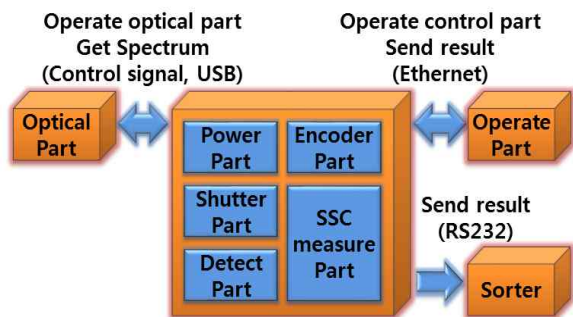 Operate optical part
Get Spectrum
(Control signal, USB)
Operate control part
Send result
(Ethernet)
Optical
Part
Power
Part
Encoder
Part
Operate
Part
Shutter
Part
SSC
measure
Part
Detect
Part
Send result
(RS232)
Sorter